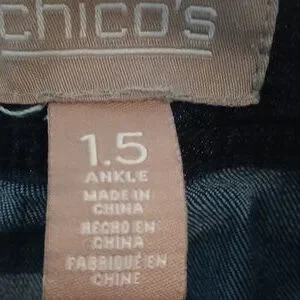 chico's
1.5
ANKLE
MADE IN
CHINA
HECHO EN
CHINA
FABRIQUÉ EN
CHINE